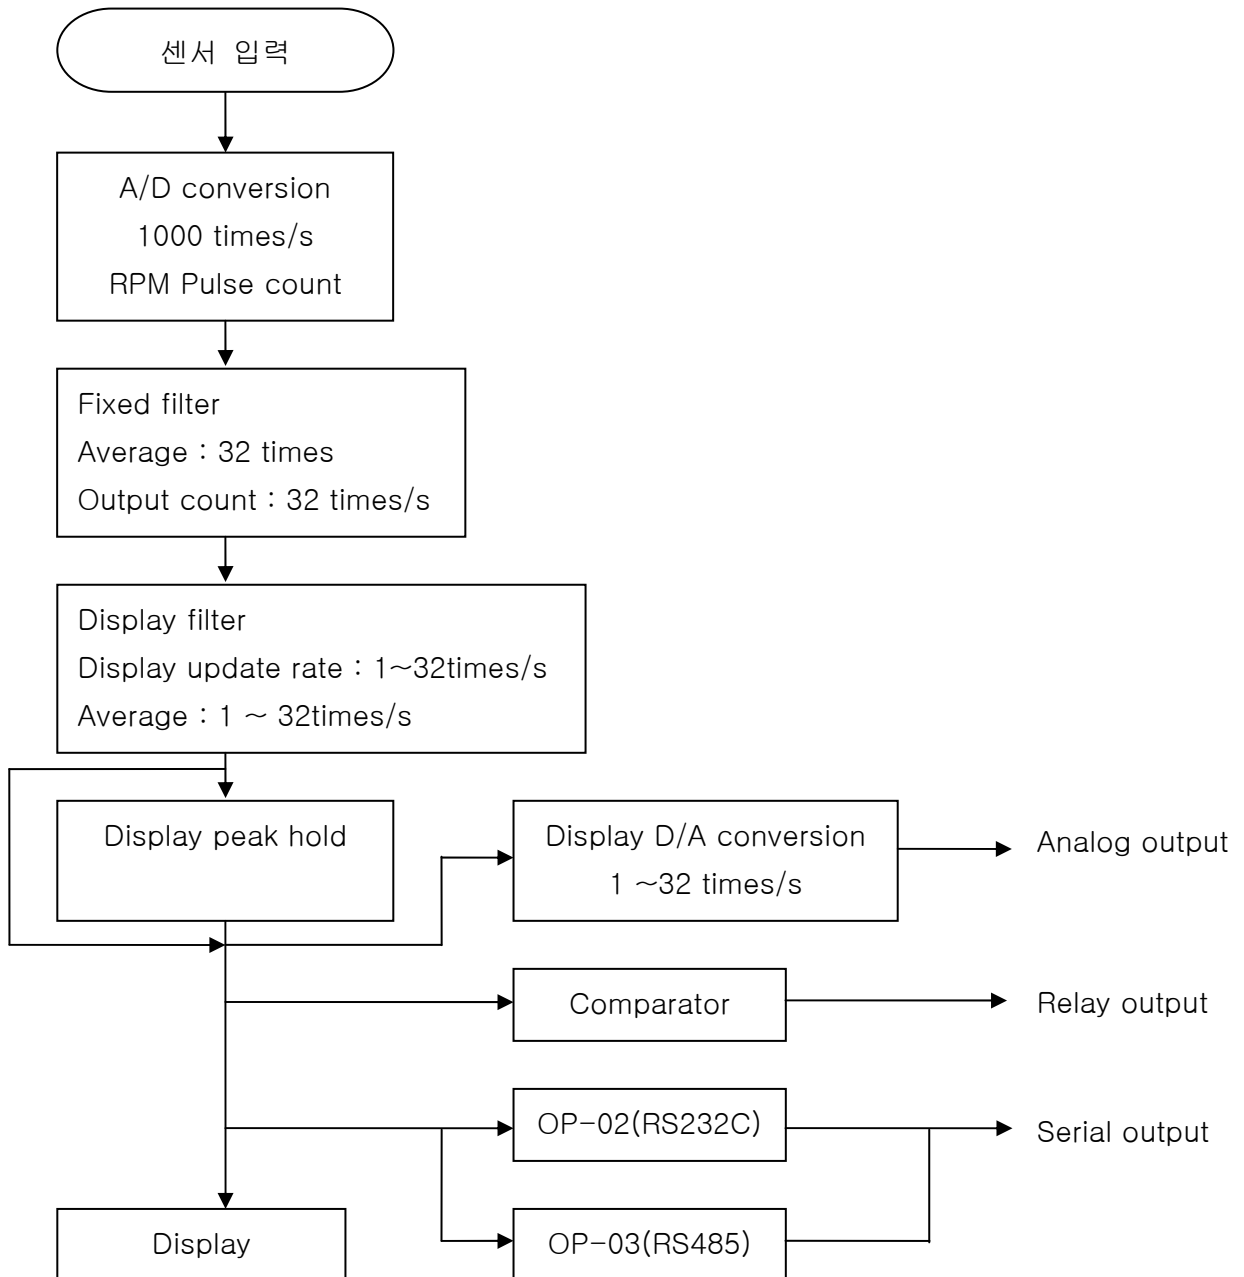 센서 입력
A/D conversion
1000 times/s
RPM Pulse count
Fixed filter
Average : 32 times
Output count : 32 times/s
Display filter
Display update rate : 1~32times/s
Average : 1 ~ 32times/s
Display peak hold
Display D/A conversion
1 ~32 times/s
Analog output
Comparator
Relay output
OP-02(RS232C)
Serial output
Display
OP-03(RS485)